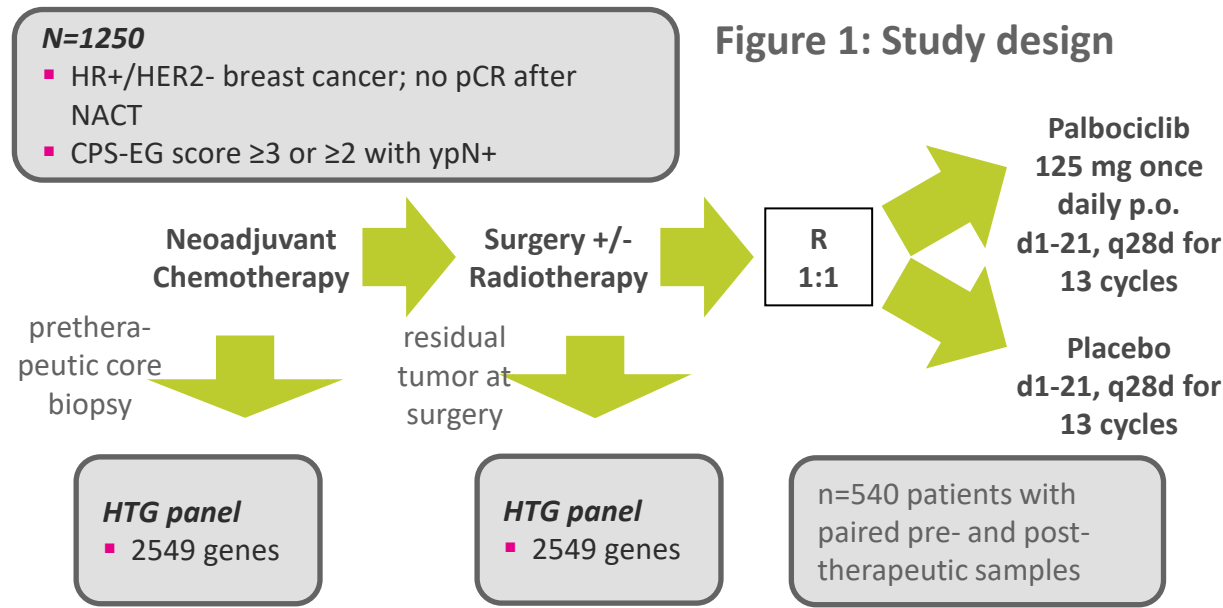 N=1250
▪ HR+/HER2- breast cancer; no pCR after
NACT
▪ CPS-EG score ≥3 or ≥2 with ypN+
Figure 1: Study design
Neoadjuvant
Chemotherapy
Surgery +/-
Radiotherapy
R
1:1
Palbociclib
125 mg once
daily p.o.
d1-21, q28d for
13 cycles
Placebo
d1-21, q28d for
13 cycles
prethera-
peutic core
biopsy
residual
tumor at
surgery
HTG panel
▪ 2549 genes
HTG panel
▪ 2549 genes
n=540 patients with
paired pre- and post-
therapeutic samples